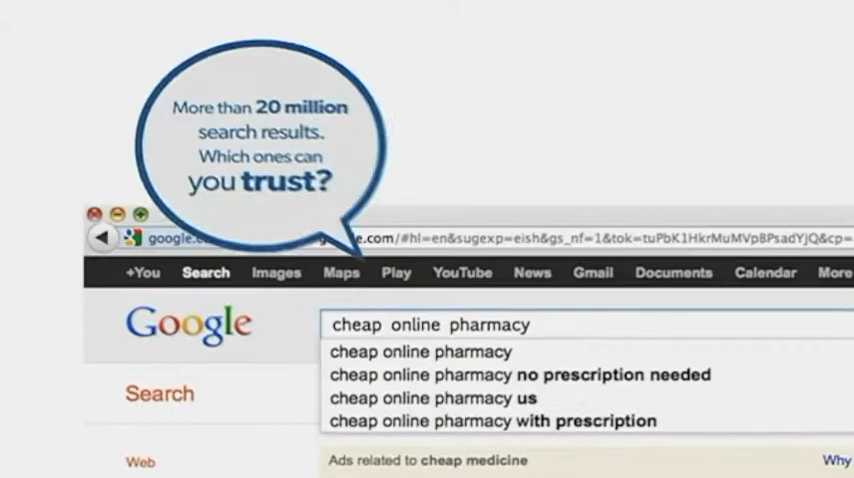 More than 20 million
search results.
Which ones can
you trust?
.com/#hl=en&sugexp=eish&gs_nf=1&tok=tuPbK1HkrMuMVpBPsadYJQ&cp=
+You Search Images Maps Play YouTube News Gmail Documents Calendar More
Google
cheap online pharmacy
cheap online pharmacy
cheap online pharmacy no prescription needed
cheap online pharmacy us
cheap online pharmacy with prescription
Search
Web
Ads related to cheap medicine
Why